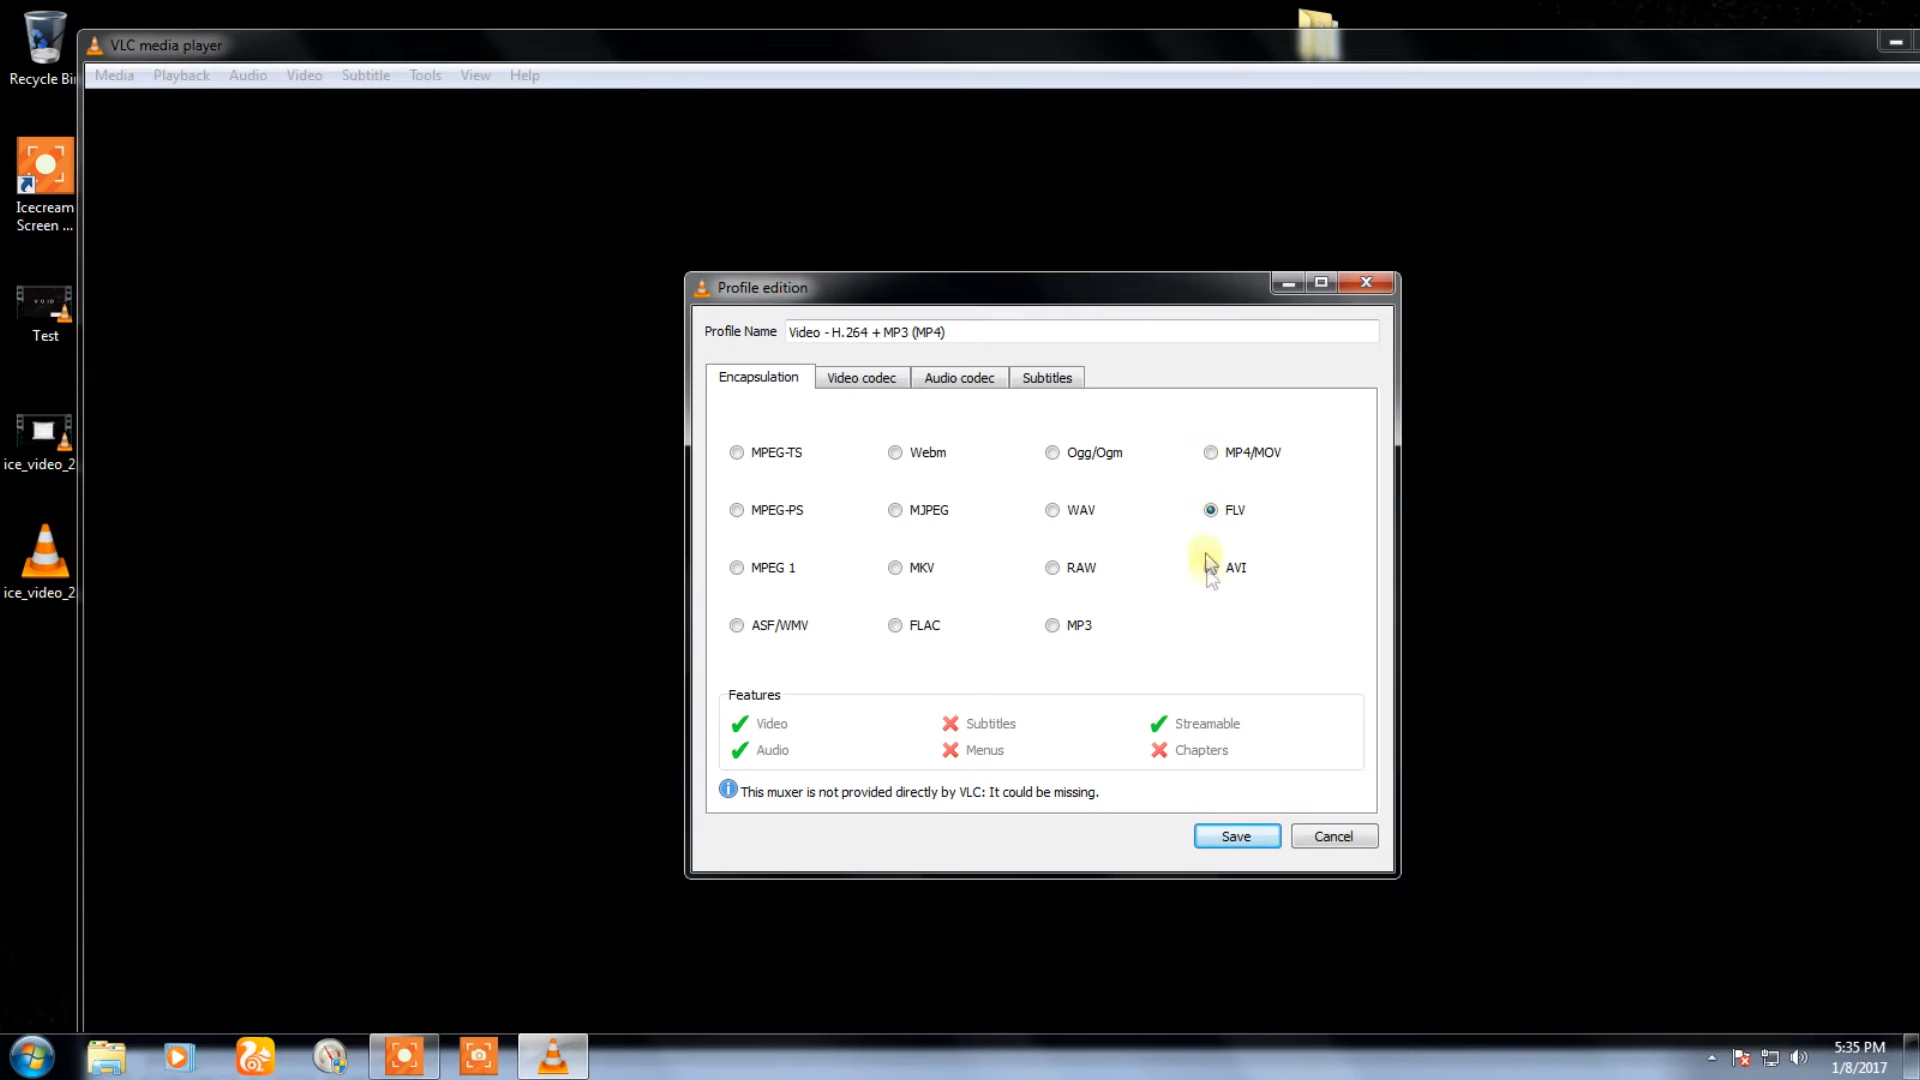 Recycle Bi
VLC media player
Media Playback Audio Video Subtitle Tools View Help
Icecream
Screen ...
Test
ice_video_2
ice_video_2
Profile edition
Profile Name Video - H.264 + MP3 (MP4)
Encapsulation Video codec Audio codec Subtitles
MPEG-TS Webm Ogg/Ogm MP4/MOV
MPEG-PS MJPEG WAV FLV
MPEG 1 MKV RAW AVI
ASF/WMV FLAC MP3
Features
Video Subtitles Streamable
Audio Menus Chapters
This muxer is not provided directly by VLC: It could be missing.
Save Cancel
5:35 PM
1/8/2017